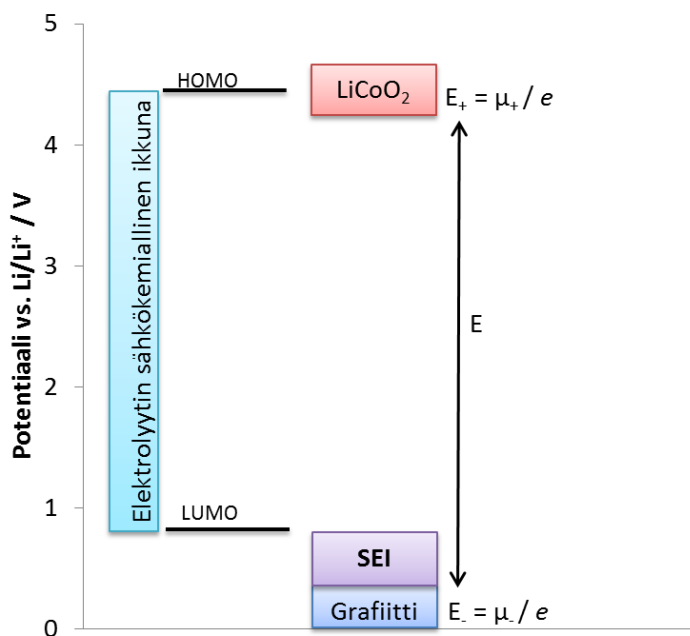 Potentiaali vs. Li/Li⁺ / V
5
4
3
2
1
0
Elektrolyytin sähkökemiallinen ikkuna
HOMO
LUMO
LiCoO₂
E₊ = μ₊ / e
E
SEI
Grafiitti
E₋ = μ₋ / e